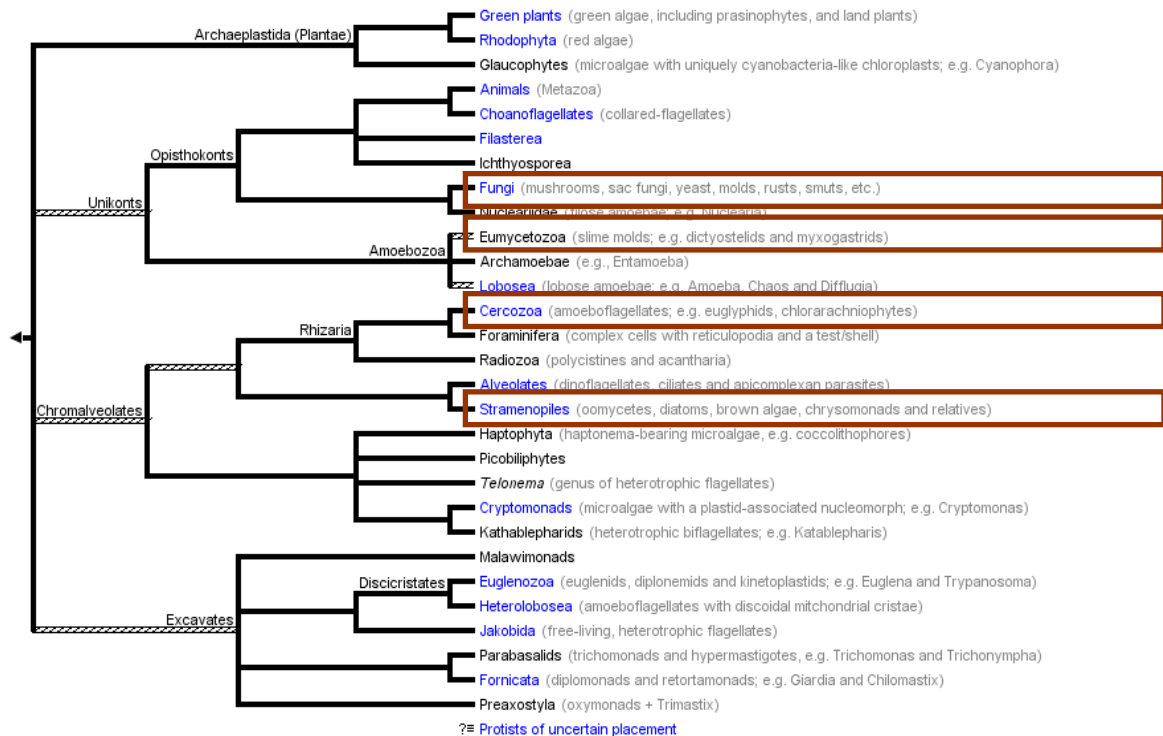 Green plants (green algae, including prasinophytes, and land plants)
Archaeplastida (Plantae)
Rhodophyta (red algae)
Glaucophytes (microalgae with uniquely cyanobacteria-like chloroplasts; e.g. Cyanophora)
Animals (Metazoa)
Choanoflagellates (collared-flagellates)
Filasterea
Opisthokonts
Ichthyosporea
Fungi (mushrooms, sac fungi, yeast, molds, rusts, smuts, etc.)
Unikonts
Nucleariidae (filose amoebae; e.g. Nuclearia)
Eumycetozoa (slime molds; e.g. dictyostelids and myxogastrids)
Amoebozoa
Archamoebae (e.g., Entamoeba)
Lobosea (lobose amoebae; e.g. Amoeba, Chaos and Difflugia)
Cercozoa (amoeboflagellates; e.g. euglyphids, chlorarachniophytes)
Rhizaria
Foraminifera (complex cells with reticulopodia and a test/shell)
Radiozoa (polycistines and acantharia)
Alveolates (dinoflagellates, ciliates and apicomplexan parasites)
Chromalveolates
Stramenopiles (oomycetes, diatoms, brown algae, chrysomonads and relatives)
Haptophyta (haptonema-bearing microalgae, e.g. coccolithophores)
Picobiliphytes
Telonema (genus of heterotrophic flagellates)
Cryptomonads (microalgae with a plastid-associated nucleomorph; e.g. Cryptomonas)
Kathablepharids (heterotrophic biflagellates; e.g. Katablepharis)
Malawimonads
Discicristates
Euglenozoa (euglenids, diplonemids and kinetoplastids; e.g. Euglena and Trypanosoma)
Heterolobosea (amoeboflagellates with discoidal mitchondrial cristae)
Excavates
Jakobida (free-living, heterotrophic flagellates)
Parabasalids (trichomonads and hypermastigotes, e.g. Trichomonas and Trichonympha)
Fornicata (diplomonads and retortamonads; e.g. Giardia and Chilomastix)
Preaxostyla (oxymonads + Trimastix)
?≡ Protists of uncertain placement